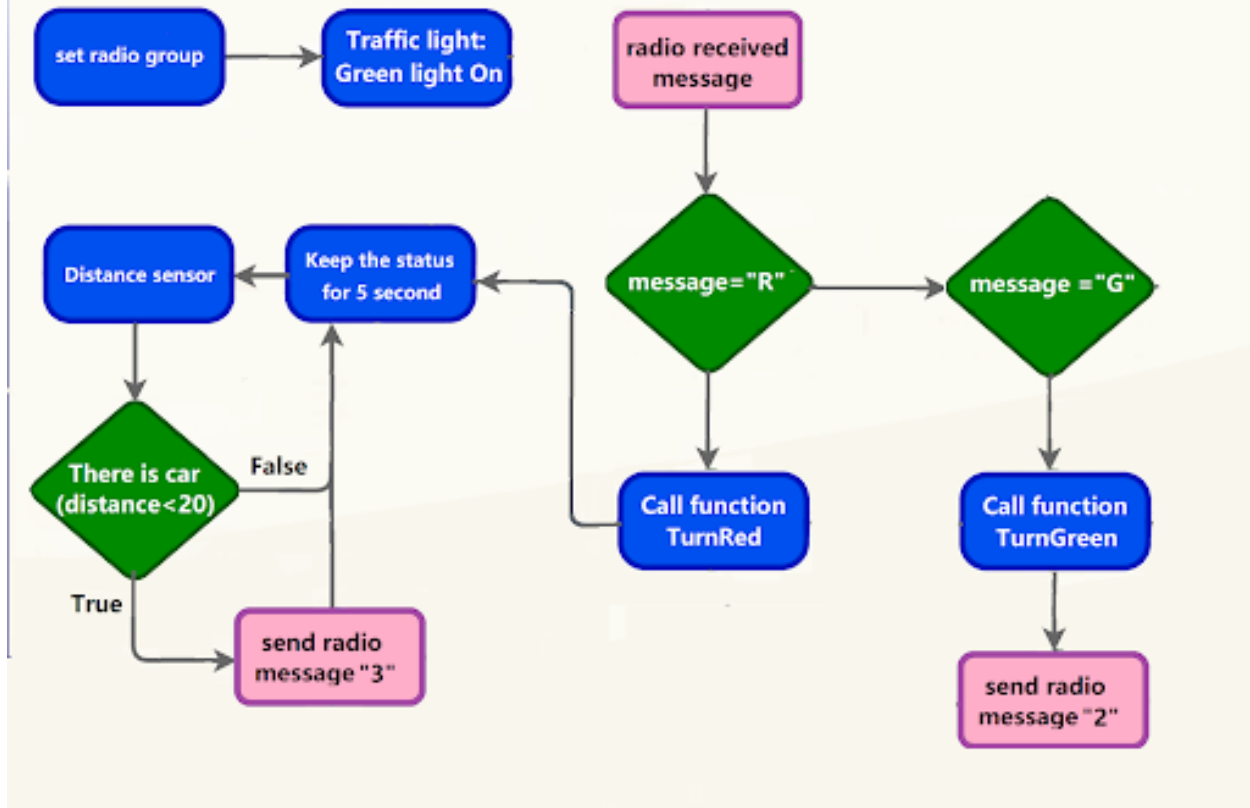 set radio group
Traffic light:
Green light On
radio received
message
message="R"
message ="G"
Keep the status
for 5 second
Distance sensor
There is car
(distance<20)
False
True
send radio
message "3"
Call function
TurnRed
Call function
TurnGreen
send radio
message "2"